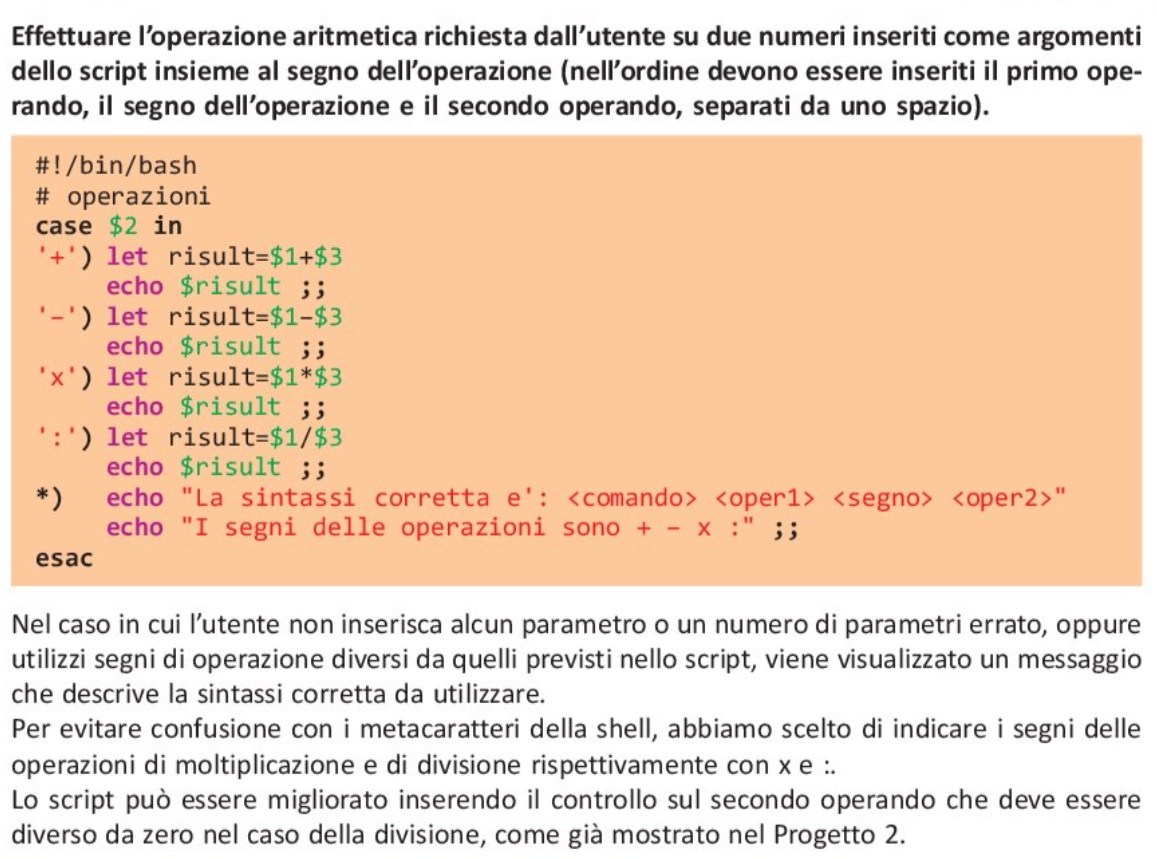 Effettuare l’operazione aritmetica richiesta dall’utente su due numeri inseriti come argomenti
dello script insieme al segno dell’operazione (nell’ordine devono essere inseriti il primo ope-
rando, il segno dell’operazione e il secondo operando, separati da uno spazio).
#!/bin/bash
# operazioni
case $2 in
'+') let risult=$1+$3
echo $risult ;;
'–') let risult=$1–$3
echo $risult ;;
'x') let risult=$1*$3
echo $risult ;;
':') let risult=$1/$3
echo $risult ;;
*) echo "La sintassi corretta e': <comando> <oper1> <segno> <oper2>"
echo "I segni delle operazioni sono + – x :" ;;
esac
Nel caso in cui l’utente non inserisca alcun parametro o un numero di parametri errato, oppure
utilizzi segni di operazione diversi da quelli previsti nello script, viene visualizzato un messaggio
che descrive la sintassi corretta da utilizzare.
Per evitare confusione con i metacaratteri della shell, abbiamo scelto di indicare i segni delle
operazioni di moltiplicazione e di divisione rispettivamente con x e :.
Lo script può essere migliorato inserendo il controllo sul secondo operando che deve essere
diverso da zero nel caso della divisione, come già mostrato nel Progetto 2.